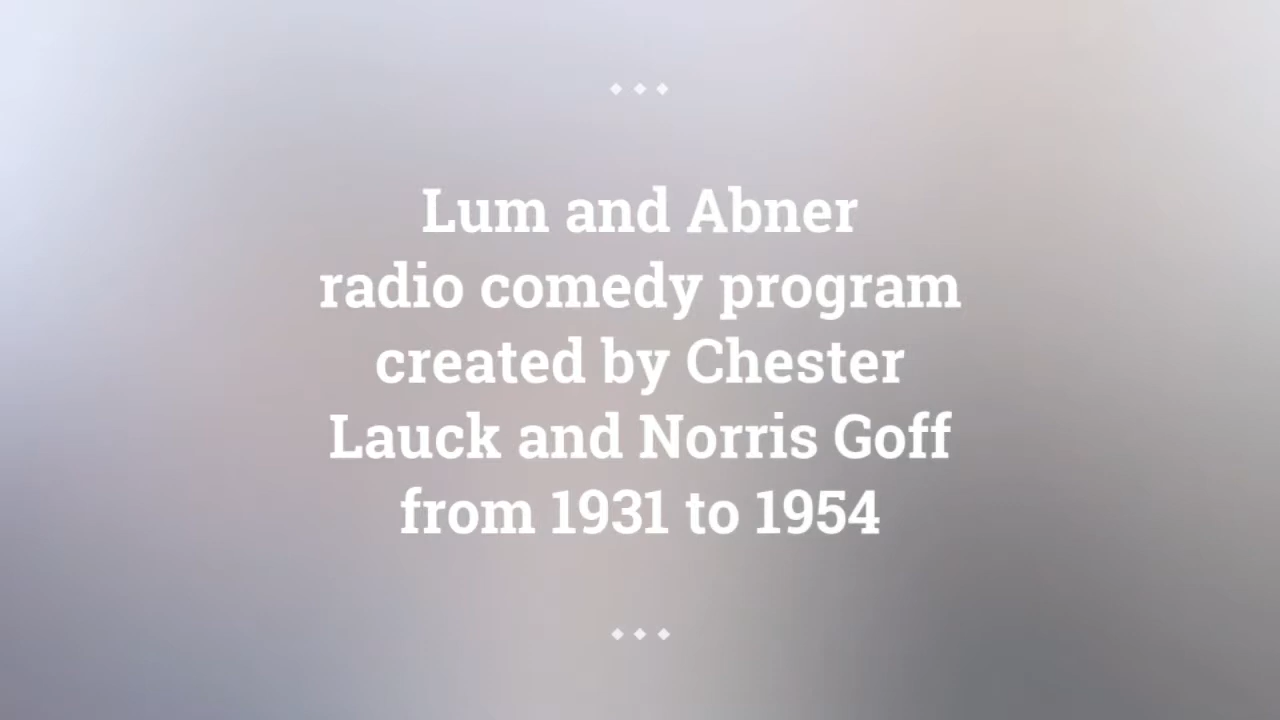 Lum and Abner
radio comedy program
created by Chester
Lauck and Norris Goff
from 1931 to 1954